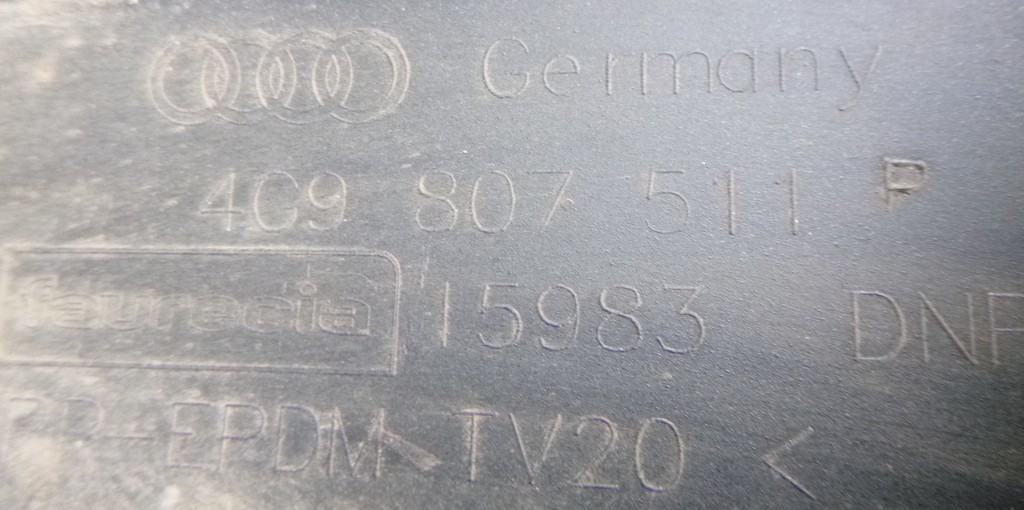 Germany
4G9 807 511 P
faurecia 15983 DNF
PP-EPDM TV20 <